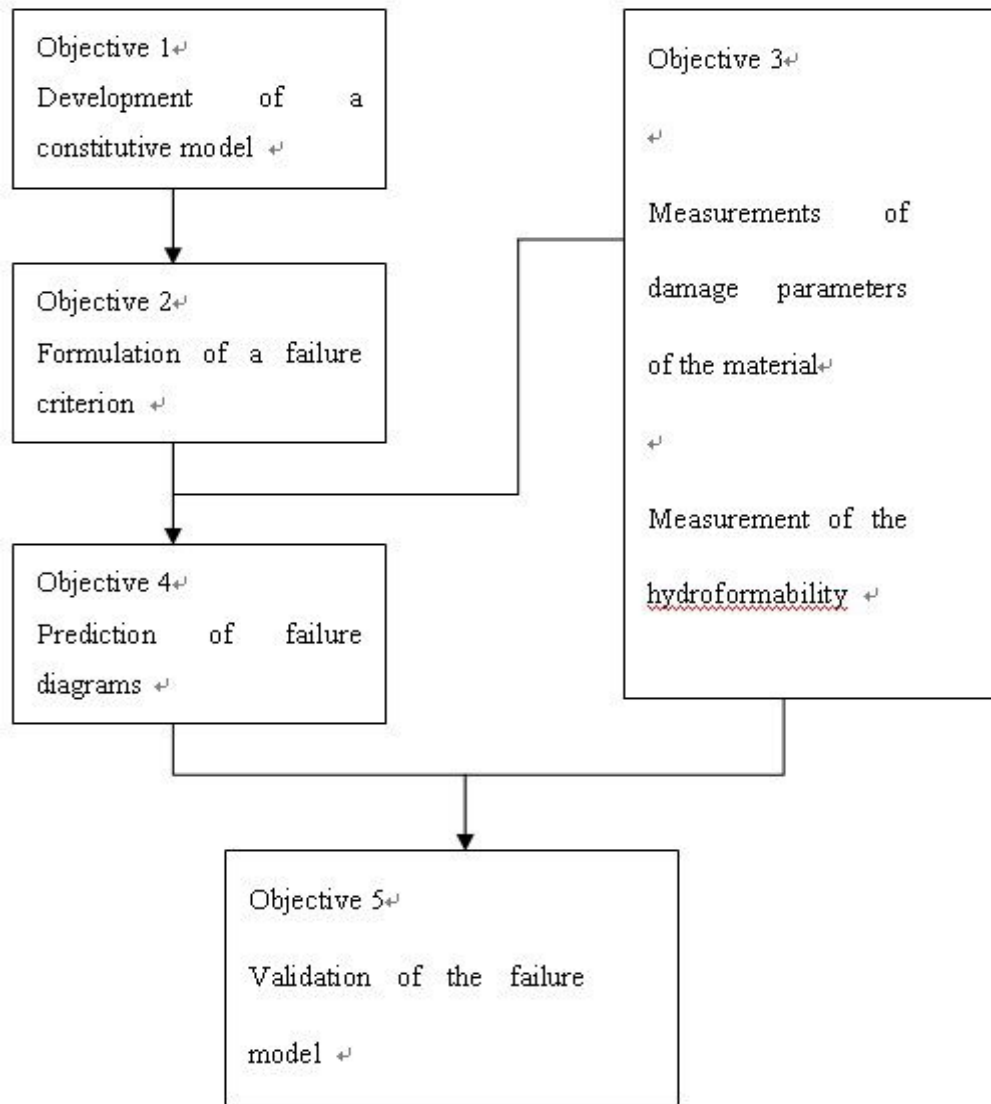 Objective 1
Development of a
constitutive model
Objective 2
Formulation of a failure
criterion
Objective 4
Prediction of failure
diagrams
Objective 3
Measurements of
damage parameters
of the material
Measurement of the
hydroformability
Objective 5
Validation of the failure
model